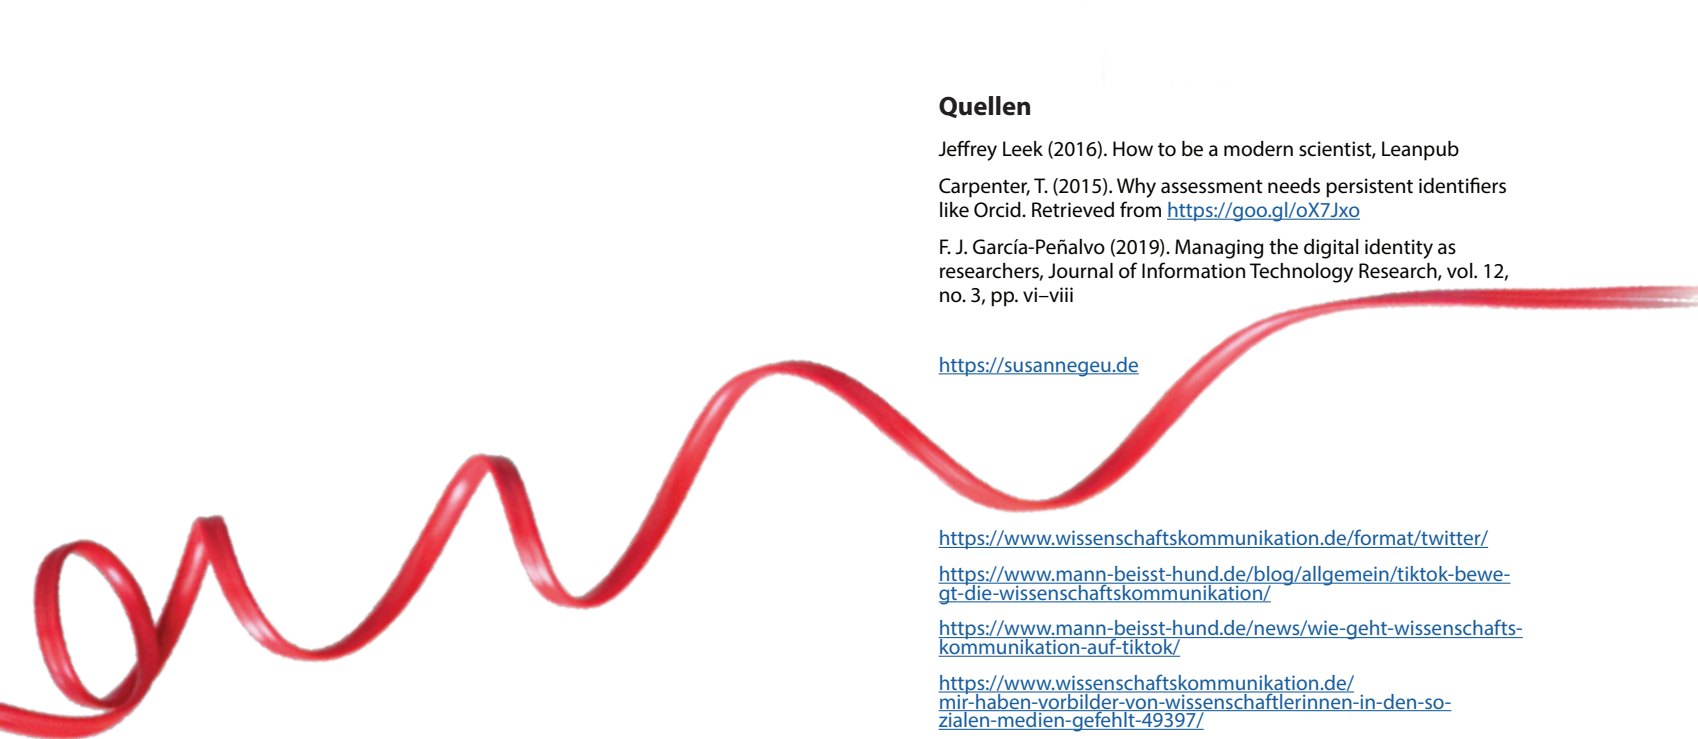 Quellen
Jeffrey Leek (2016). How to be a modern scientist, Leanpub
Carpenter, T. (2015). Why assessment needs persistent identifiers
like Orcid. Retrieved from https://goo.gl/oX7Jxo
F. J. García-Peñalvo (2019). Managing the digital identity as
researchers, Journal of Information Technology Research, vol. 12,
no. 3, pp. vi–viii
https://susannegeu.de
https://www.wissenschaftskommunikation.de/format/twitter/
https://www.mann-beisst-hund.de/blog/allgemein/tiktok-bewe-
gt-die-wissenschaftskommunikation/
https://www.mann-beisst-hund.de/news/wie-geht-wissenschafts-
kommunikation-auf-tiktok/
https://www.wissenschaftskommunikation.de/
mir-haben-vorbilder-von-wissenschaftlerinnen-in-den-so-
zialen-medien-gefehlt-49397/